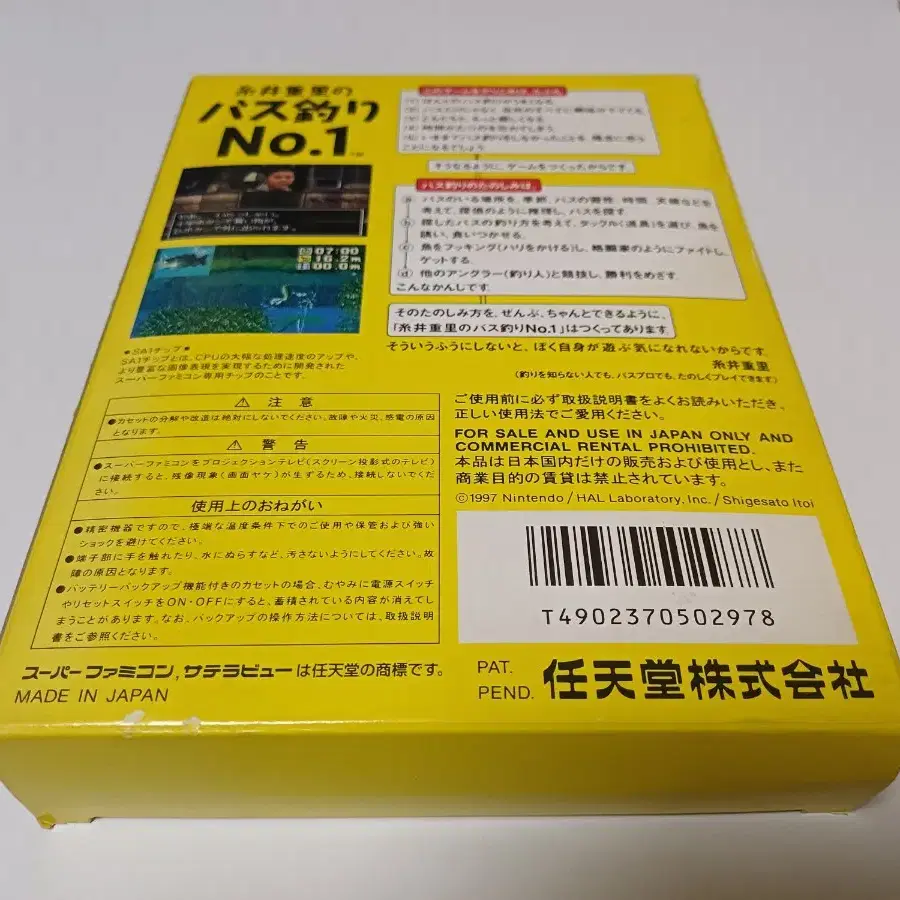 糸井重里の
バス釣り
No.1
そうなるように、ゲームをつくったからです。
バス釣りのたのしみは、
a バスがいる場所を、季節、バスの習性、時間、天候などを
考えて、探偵のように推理し、バスを探す。
b 探したバスの釣り方を考えて、タックル(道具)を選び、魚を
誘い、食いつかせる。
c 魚をフッキング(ハリをかける)し、格闘家のようにファイトし、
ゲットする。
d 他のアングラー(釣り人)と競技し、勝利をめざす。
こんなかんじです。
そのたのしみ方を、ぜんぶ、ちゃんとできるように、
「糸井重里のバス釣りNo.1」はつくってあります。
そういうふうにしないと、ぼく自身が遊ぶ気になれないからです。
糸井重里
(釣りを知らない人でも、バスプロでも、たのしくプレイできます)
07:00
16.2m
00.0m
●SA1チップ●
SA1チップとは、CPUの大幅な処理速度のアップや、
より豊富な画像表現を実現するために開発された
スーパーファミコン専用チップのことです。
⚠ 注意
●カセットの分解や改造は絶対にしないでください。故障や火災、感電の原因
となります。
⚠ 警告
●スーパーファミコンをプロジェクションテレビ(スクリーン投影式のテレビ)
に接続すると、残像現象(画面ヤケ)が生ずるため、接続しないでくだ
さい。
使用上のおねがい
●精密機器ですので、極端な温度条件下でのご使用や保管および強い
ショックを避けてください。
●端子部に手を触れたり、水にぬらすなど、汚さないようにしてください。故
障の原因となります。
●バッテリーバックアップ機能付きのカセットの場合、むやみに電源スイッチ
やリセットスイッチをON・OFFにすると、蓄積されている内容が消えてし
まうことがあります。なお、バックアップの操作方法については、取扱説明
書をご参照ください。
ご使用前に必ず取扱説明書をよくお読みいただき、
正しい使用法でご愛用ください。
FOR SALE AND USE IN JAPAN ONLY AND
COMMERCIAL RENTAL PROHIBITED.
本品は日本国内だけの販売および使用とし、また
商業目的の賃貸は禁止されています。
©1997 Nintendo/HAL Laboratory, Inc./Shigesato Itoi
T4902370502978
スーパーファミコン, サテラビューは任天堂の商標です。
MADE IN JAPAN
PAT.
PEND.
任天堂株式会社